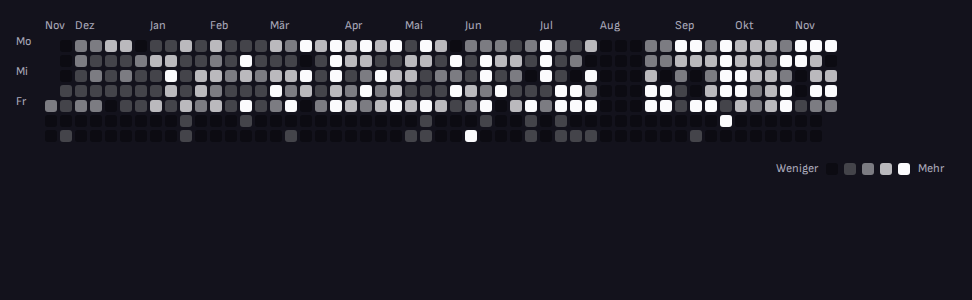 Nov Dez Jan Feb Mär Apr Mai Jun Jul Aug Sep Okt Nov
Mo
Mi
Fr
Weniger Mehr